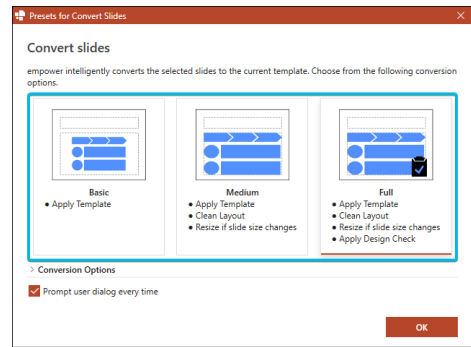 Presets for Convert Slides
Convert slides
empower intelligently converts the selected slides to the current template. Choose from the following conversion
options.
Basic
• Apply Template
Medium
• Apply Template
• Clean Layout
• Resize if slide size changes
Full
• Apply Template
• Clean Layout
• Resize if slide size changes
• Apply Design Check
Conversion Options
Prompt user dialog every time
OK